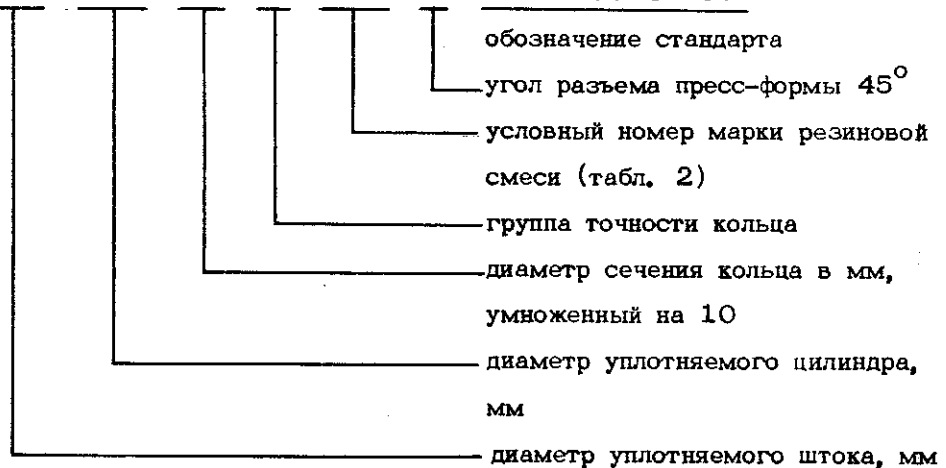 обозначение стандарта
угол разъема пресс-формы 45°
условный номер марки резиновой
смеси (табл. 2)
группа точности кольца
диаметр сечения кольца в мм,
умноженный на 10
диаметр уплотняемого цилиндра,
мм
диаметр уплотняемого штока, мм